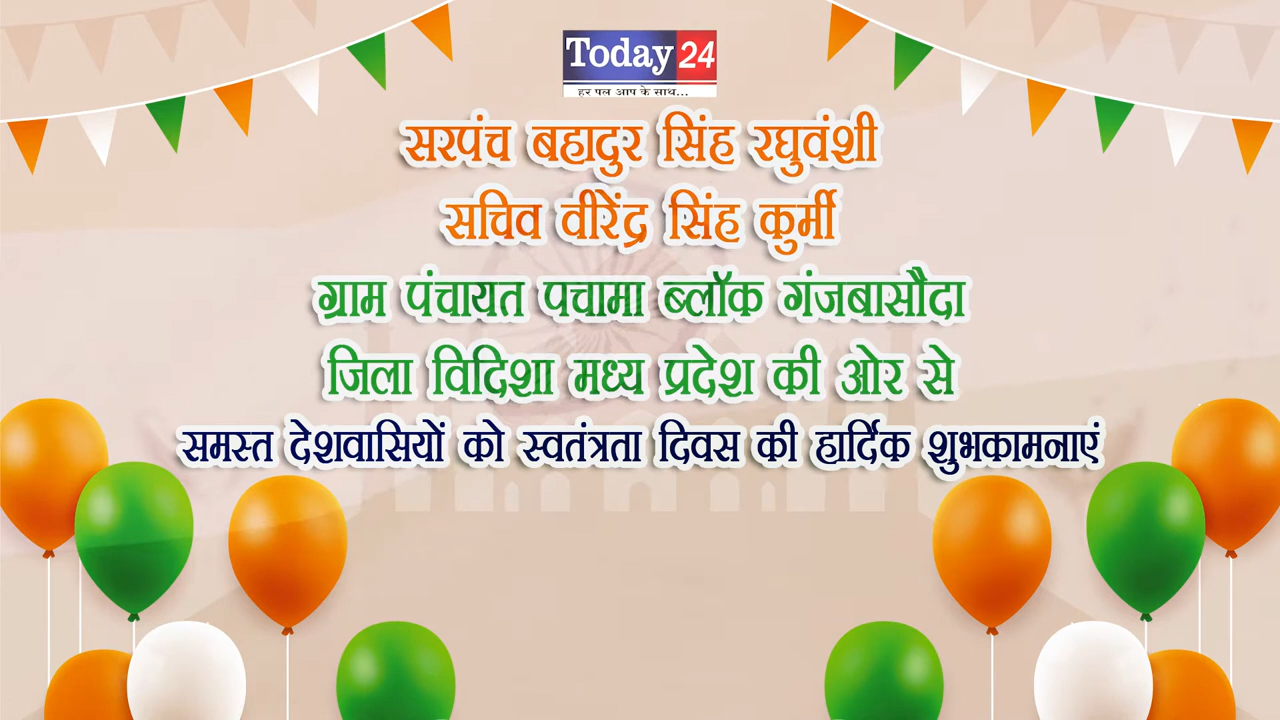 Today 24
हर पल आप के साथ...
सरपंच बहादुर सिंह रघुवंशी
सचिव वीरेंद्र सिंह कुर्मी
ग्राम पंचायत पचामा ब्लॉक गंजबासौदा
जिला विदिशा मध्य प्रदेश की ओर से
समस्त देशवासियों को स्वतंत्रता दिवस की हार्दिक शुभकामनाएं